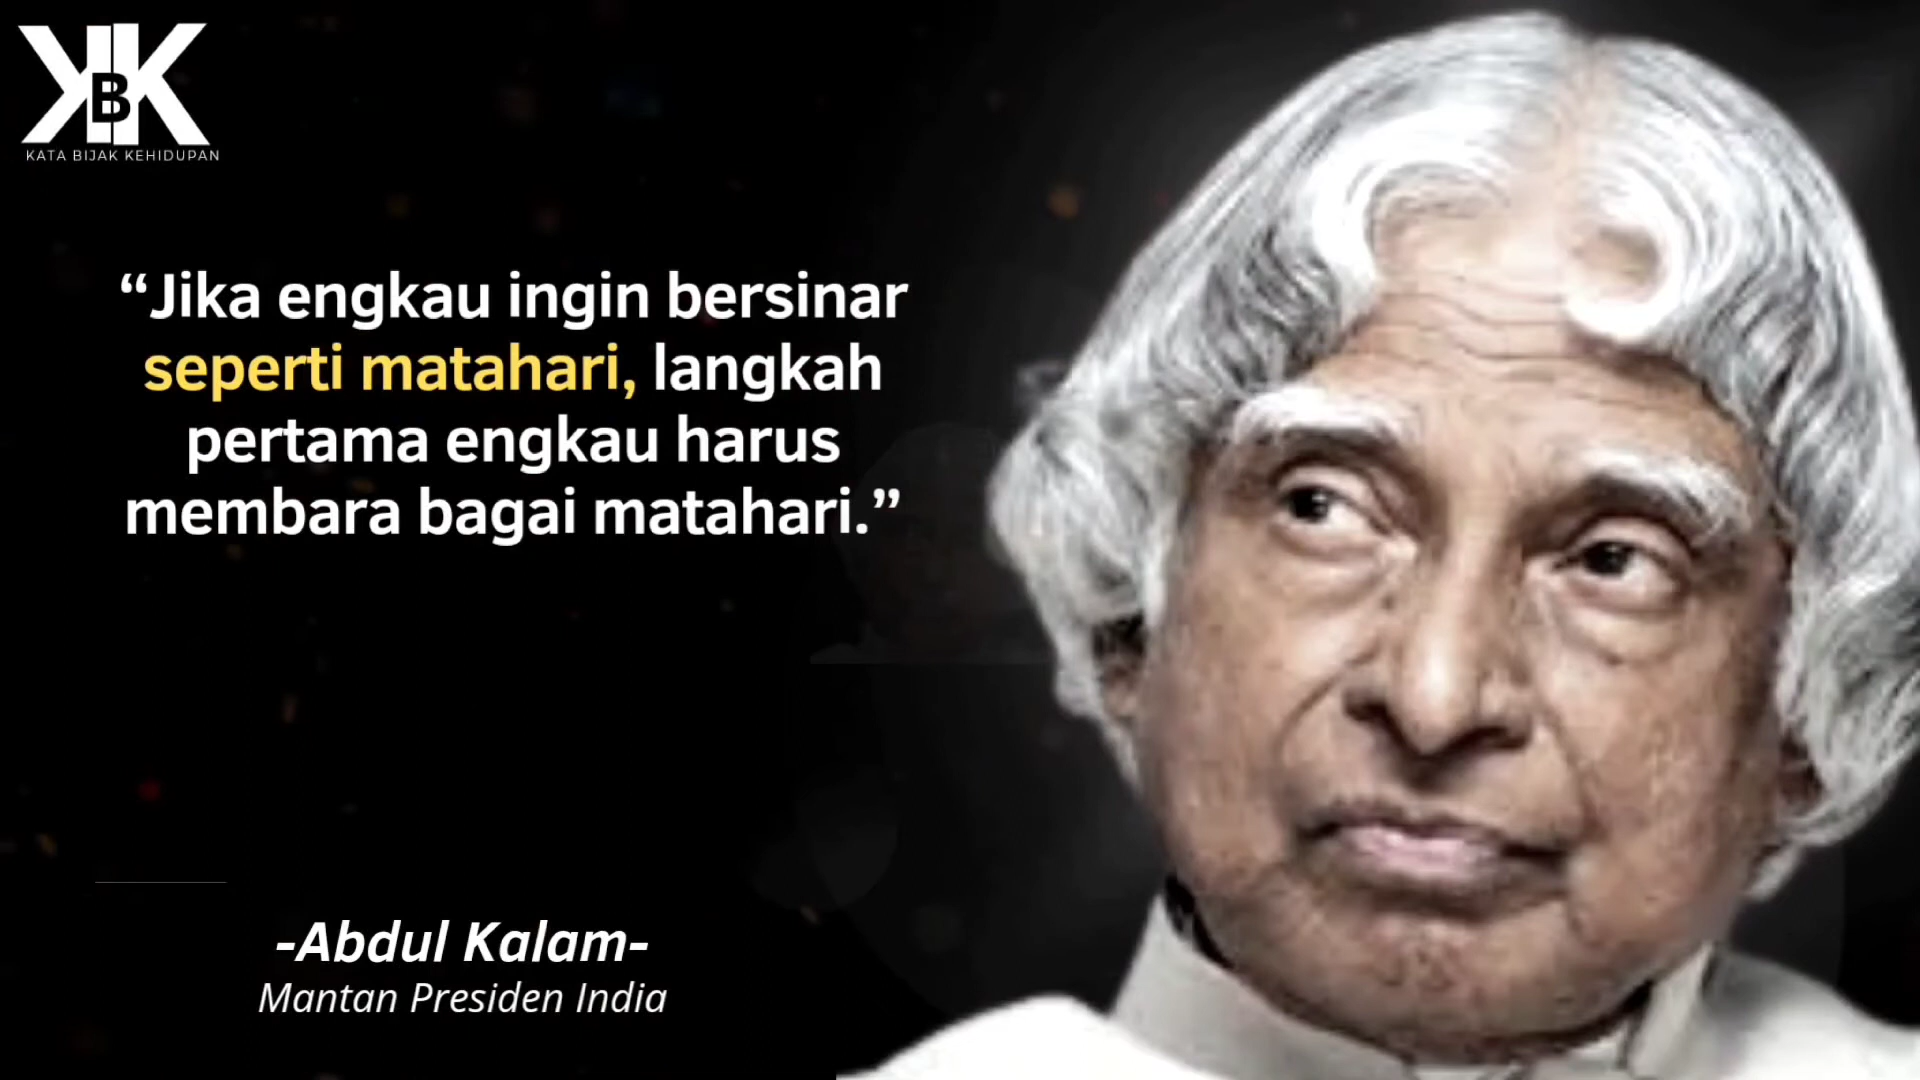 KBK
KATA BIJAK KEHIDUPAN
“Jika engkau ingin bersinar
seperti matahari, langkah
pertama engkau harus
membara bagai matahari.”
-Abdul Kalam-
Mantan Presiden India